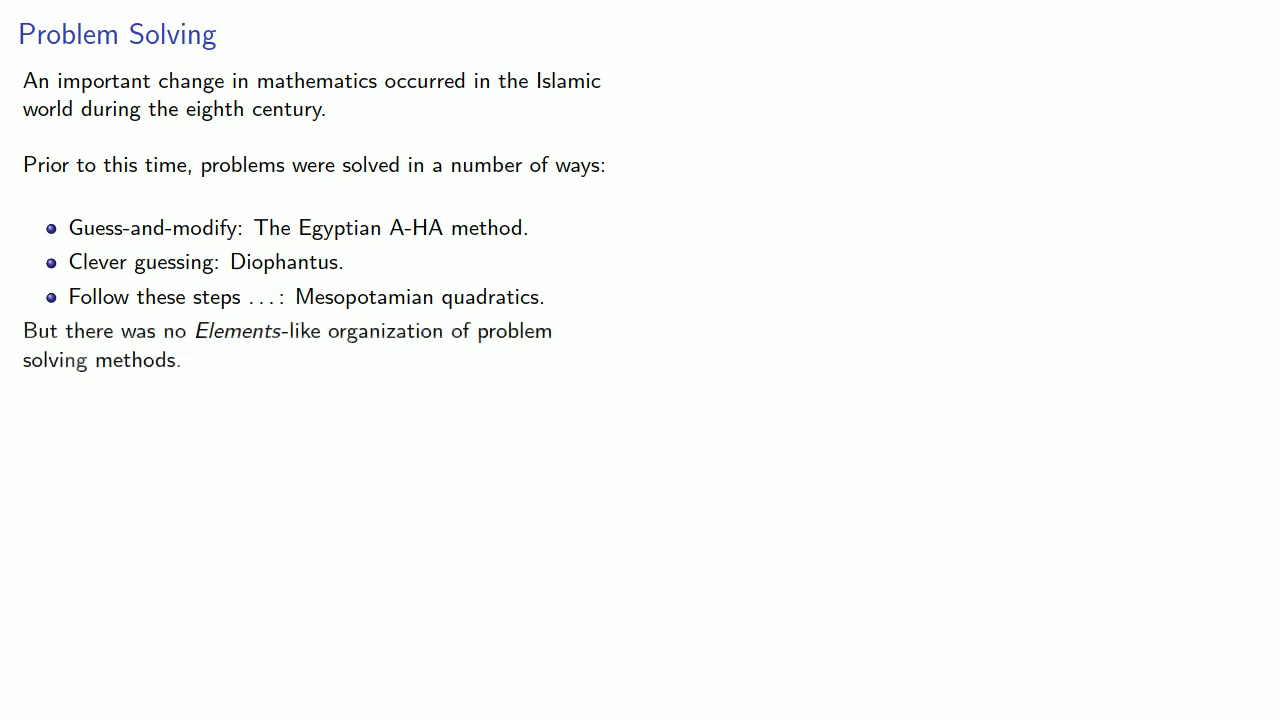 Problem Solving
An important change in mathematics occurred in the Islamic
world during the eighth century.
Prior to this time, problems were solved in a number of ways:
Guess-and-modify: The Egyptian A-HA method.
Clever guessing: Diophantus.
Follow these steps ...: Mesopotamian quadratics.
But there was no Elements-like organization of problem
solving methods.